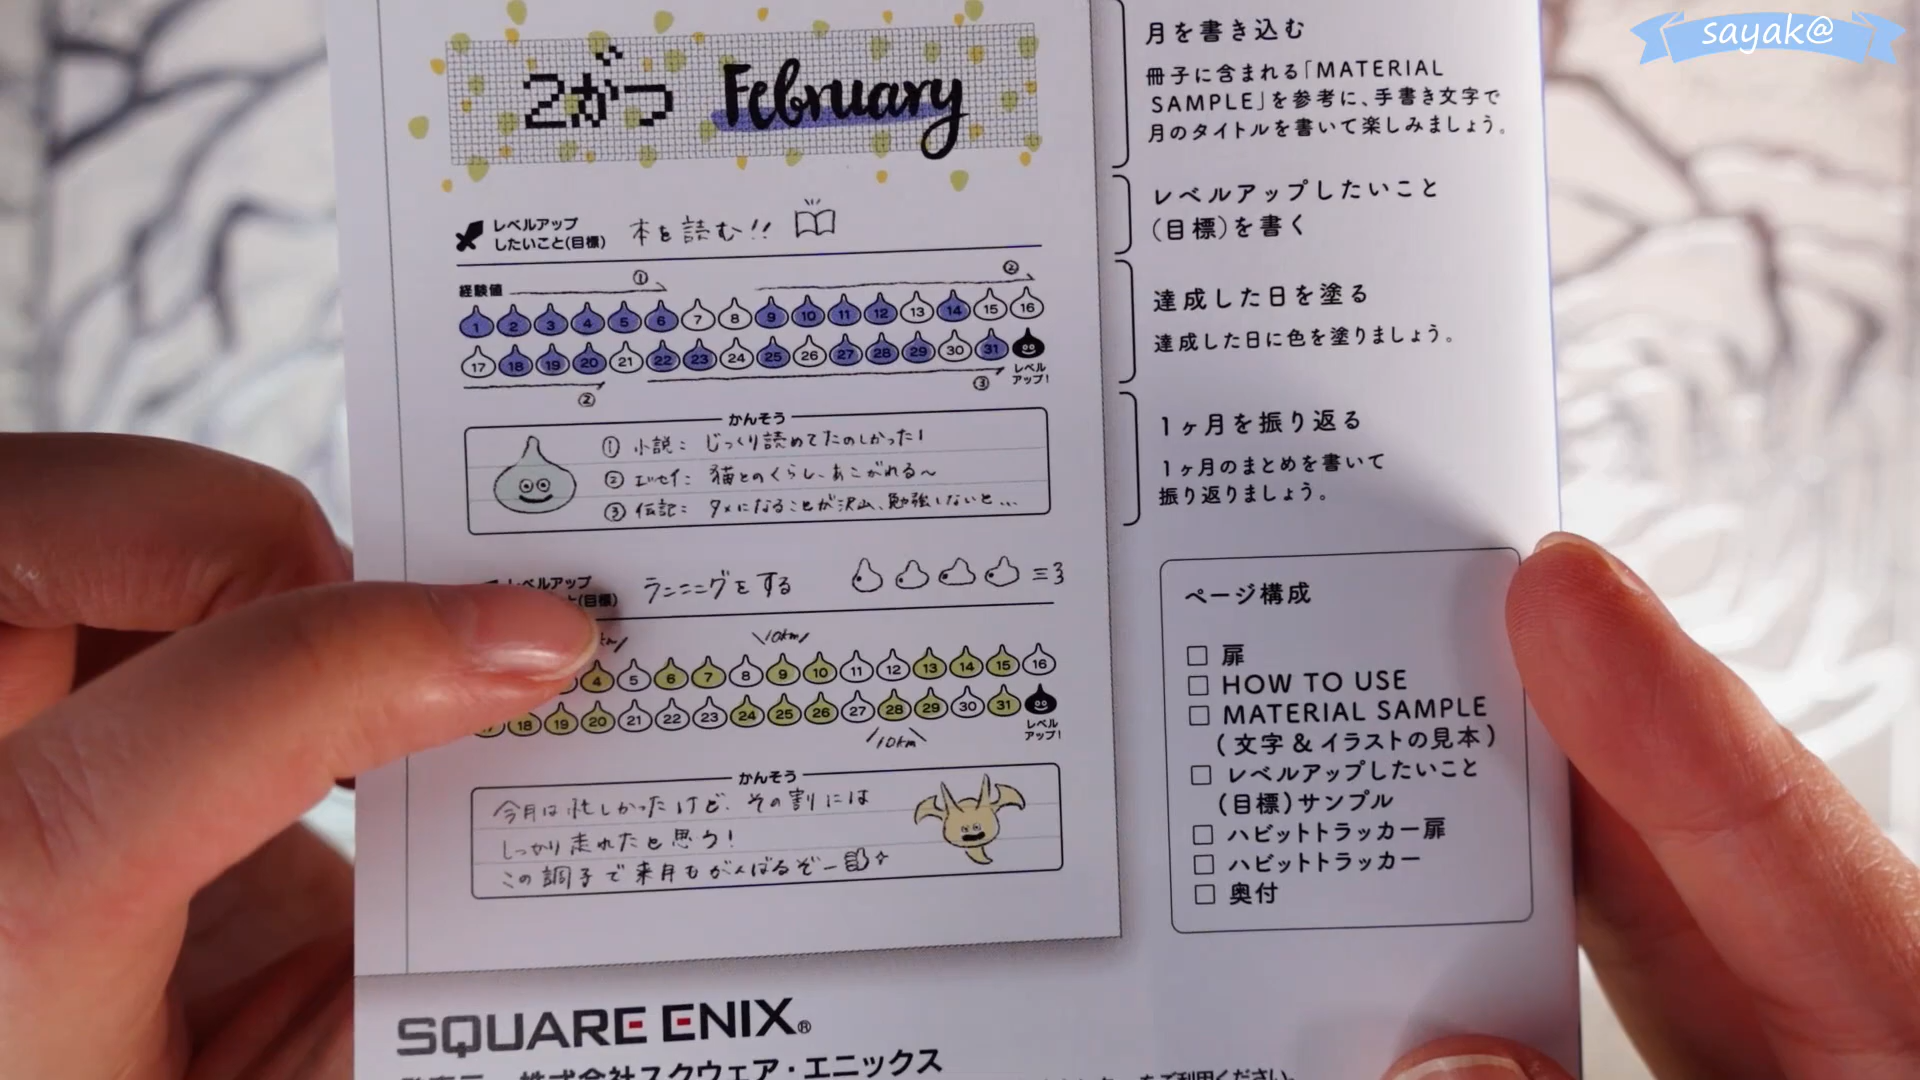 sayak@
2がつ February
レベルアップ
したいこと(目標)
本を読む!!
経験値
① ②
1 2 3 4 5 6 7 8 9 10 11 12 13 14 15 16
17 18 19 20 21 22 23 24 25 26 27 28 29 30 31
レベル
アップ!
② ③
かんそう
① 小説: じっくり読めてたのしかった!
② エッセイ: 猫とのくらし、あこがれる~
③ 伝記: タメになることが沢山、勉強しないと...
レベルアップ
(目標)
ランニングをする
\10km/
4 5 6 7 8 9 10 11 12 13 14 15 16
18 19 20 21 22 23 24 25 26 27 28 29 30 31
レベル
アップ!
/10km\
かんそう
今月は忙しかったけど、その割には
しっかり走れたと思う!
この調子で来月もがんばるぞー
月を書き込む
冊子に含まれる「MATERIAL
SAMPLE」を参考に、手書き文字で
月のタイトルを書いて楽しみましょう。
レベルアップしたいこと
(目標)を書く
達成した日を塗る
達成した日に色を塗りましょう。
1ヶ月を振り返る
1ヶ月のまとめを書いて
振り返りましょう。
ページ構成
□ 扉
□ HOW TO USE
□ MATERIAL SAMPLE
(文字&イラストの見本)
□ レベルアップしたいこと
(目標)サンプル
□ ハビットトラッカー扉
□ ハビットトラッカー
□ 奥付
SQUARE ENIX®
株式会社スクウェア・エニックス
をご利用ください。